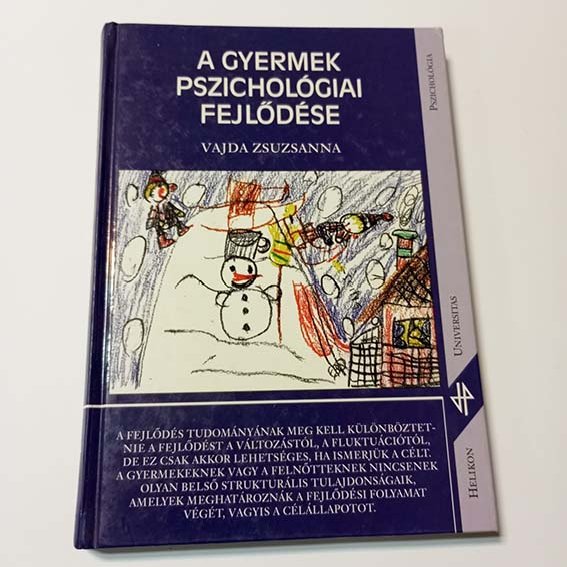 A GYERMEK
PSZICHOLÓGIAI
FEJLŐDÉSE
VAJDA ZSUZSANNA
PSZICHOLÓGIA
UNIVERSITAS
HELIKON
A FEJLŐDÉS TUDOMÁNYÁNAK MEG KELL KÜLÖNBÖZTET-
NIE A FEJLŐDÉST A VÁLTOZÁSTÓL, A FLUKTUÁCIÓTÓL,
DE EZ CSAK AKKOR LEHETSÉGES, HA ISMERJÜK A CÉLT.
A GYERMEKEKNEK VAGY A FELNŐTTEKNEK NINCSENEK
OLYAN BELSŐ STRUKTURÁLIS TULAJDONSÁGAIK,
AMELYEK MEGHATÁROZNÁK A FEJLŐDÉSI FOLYAMAT
VÉGÉT, VAGYIS A CÉLÁLLAPOTOT.